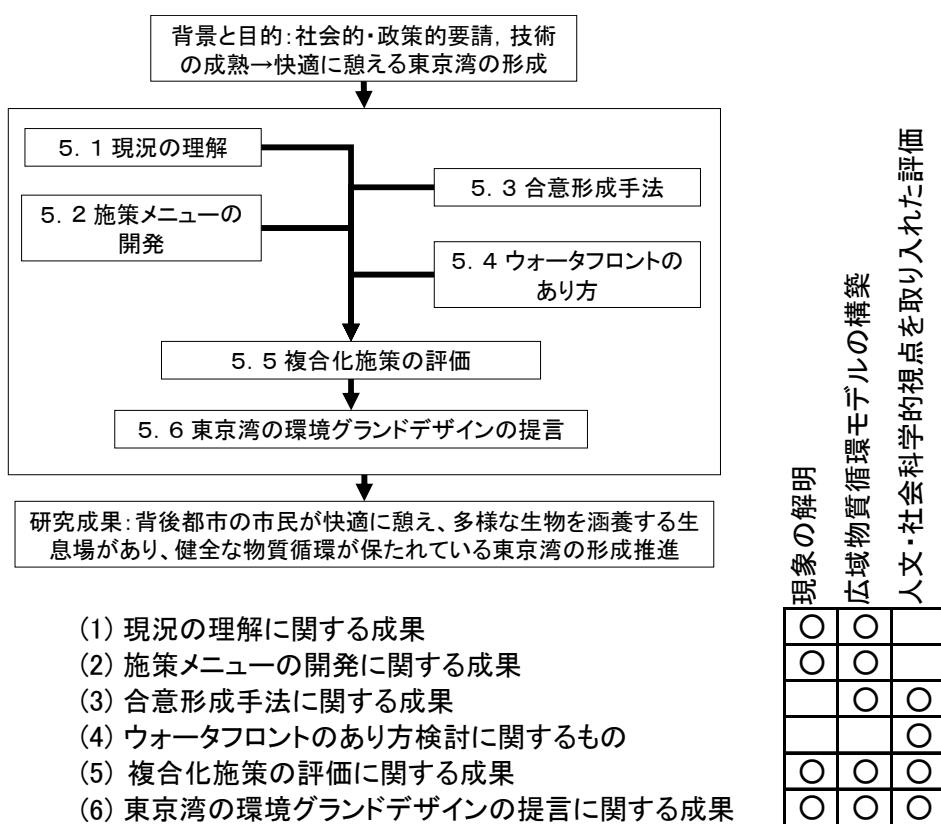 背景と目的:社会的・政策的要請, 技術
の成熟→快適に憩える東京湾の形成
5. 1 現況の理解
5. 3 合意形成手法
5. 2 施策メニューの
開発
5. 4 ウォータフロントの
あり方
5. 5 複合化施策の評価
5. 6 東京湾の環境グランドデザインの提言
研究成果:背後都市の市民が快適に憩え、多様な生物を涵養する生
息場があり、健全な物質循環が保たれている東京湾の形成推進
現象の解明
広域物質循環モデルの構築
人文・社会科学的視点を取り入れた評価
(1) 現況の理解に関する成果 ○ ○
(2) 施策メニューの開発に関する成果 ○ ○
(3) 合意形成手法に関する成果 ○ ○
(4) ウォータフロントのあり方検討に関するもの ○
(5) 複合化施策の評価に関する成果 ○ ○ ○
(6) 東京湾の環境グランドデザインの提言に関する成果 ○ ○ ○